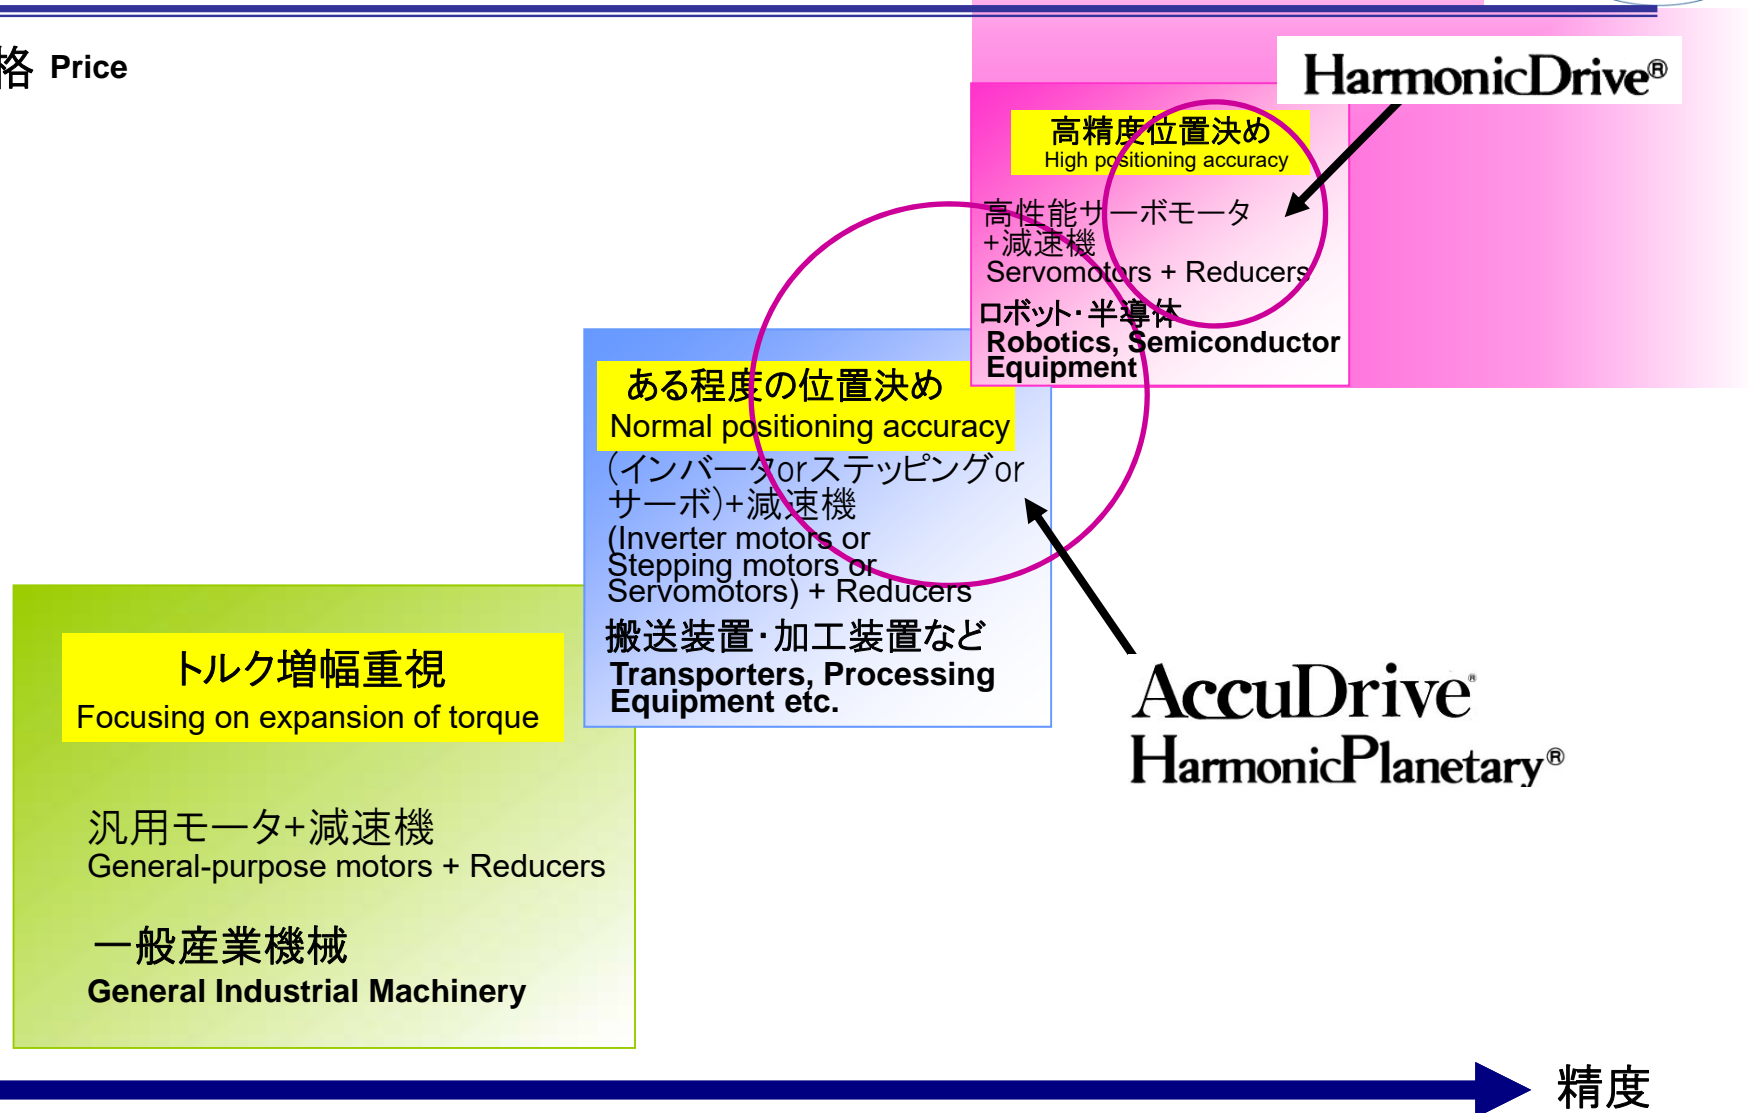 格 Price
HarmonicDrive®
高精度位置決め
High positioning accuracy
高性能サーボモータ
+減速機
Servomotors + Reducers
ロボット・半導体
Robotics, Semiconductor
Equipment
ある程度の位置決め
Normal positioning accuracy
(インバータorステッピングor
サーボ)+減速機
(Inverter motors or
Stepping motors or
Servomotors) + Reducers
搬送装置・加工装置など
Transporters, Processing
Equipment etc.
AccuDrive®
HarmonicPlanetary®
トルク増幅重視
Focusing on expansion of torque
汎用モータ+減速機
General-purpose motors + Reducers
一般産業機械
General Industrial Machinery
精度